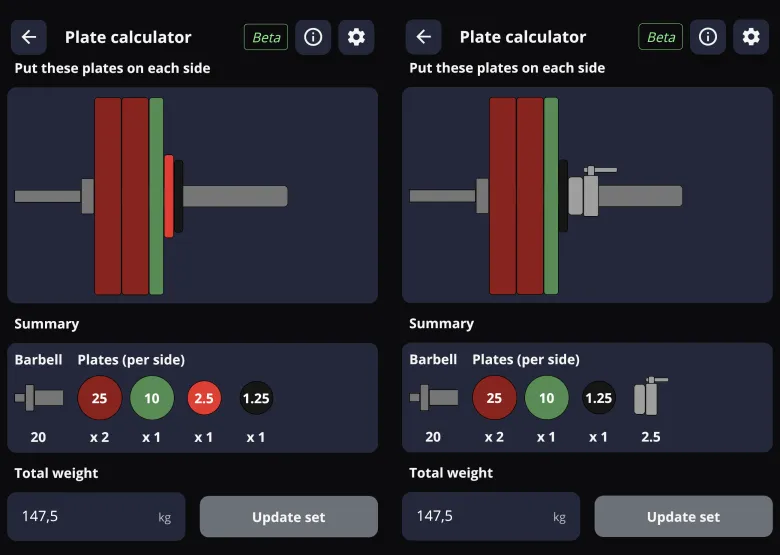 Plate calculator
Beta
Put these plates on each side
Summary
Barbell Plates (per side)
25 10 2.5 1.25
20 x 2 x 1 x 1 x 1
Total weight
147,5 kg
Update set
Plate calculator
Beta
Put these plates on each side
Summary
Barbell Plates (per side)
25 10 1.25
20 x 2 x 1 x 1 2.5
Total weight
147,5 kg
Update set